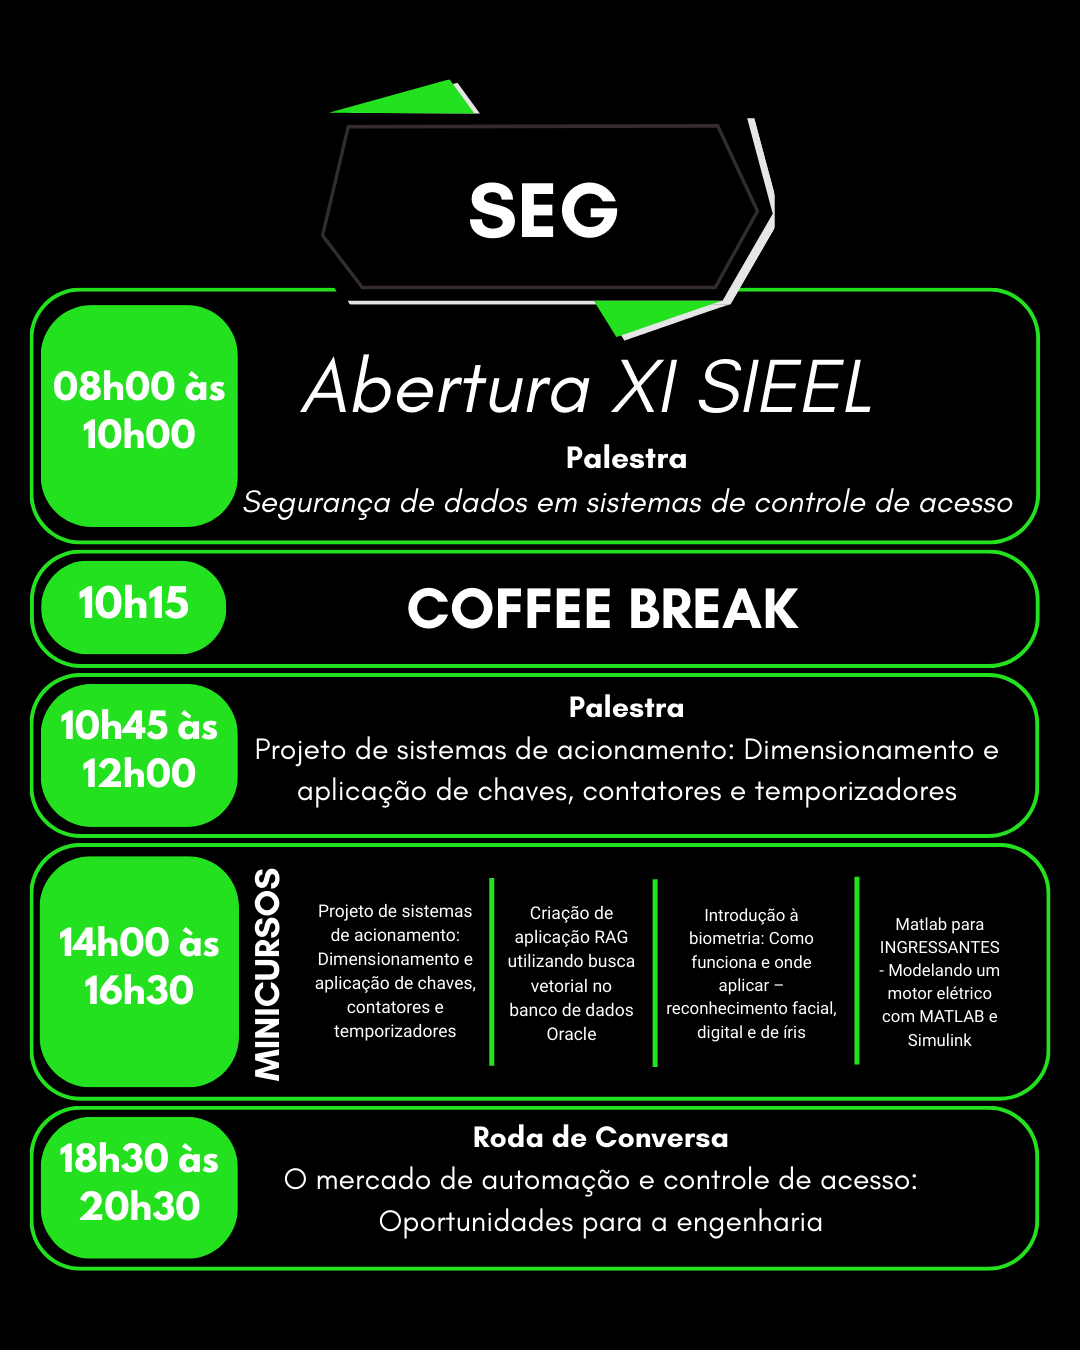 SEG
08h00 às
10h00
Abertura XI SIEEL
Palestra
Segurança de dados em sistemas de controle de acesso
10h15
COFFEE BREAK
10h45 às
12h00
Palestra
Projeto de sistemas de acionamento: Dimensionamento e
aplicação de chaves, contatores e temporizadores
14h00 às
16h30
MINICURSOS
Projeto de sistemas
de acionamento:
Dimensionamento e
aplicação de chaves,
contatores e
temporizadores
Criação de
aplicação RAG
utilizando busca
vetorial no
banco de dados
Oracle
Introdução à
biometria: Como
funciona e onde
aplicar –
reconhecimento facial,
digital e de íris
Matlab para
INGRESSANTES
- Modelando um
motor elétrico
com MATLAB e
Simulink
18h30 às
20h30
Roda de Conversa
O mercado de automação e controle de acesso:
Oportunidades para a engenharia